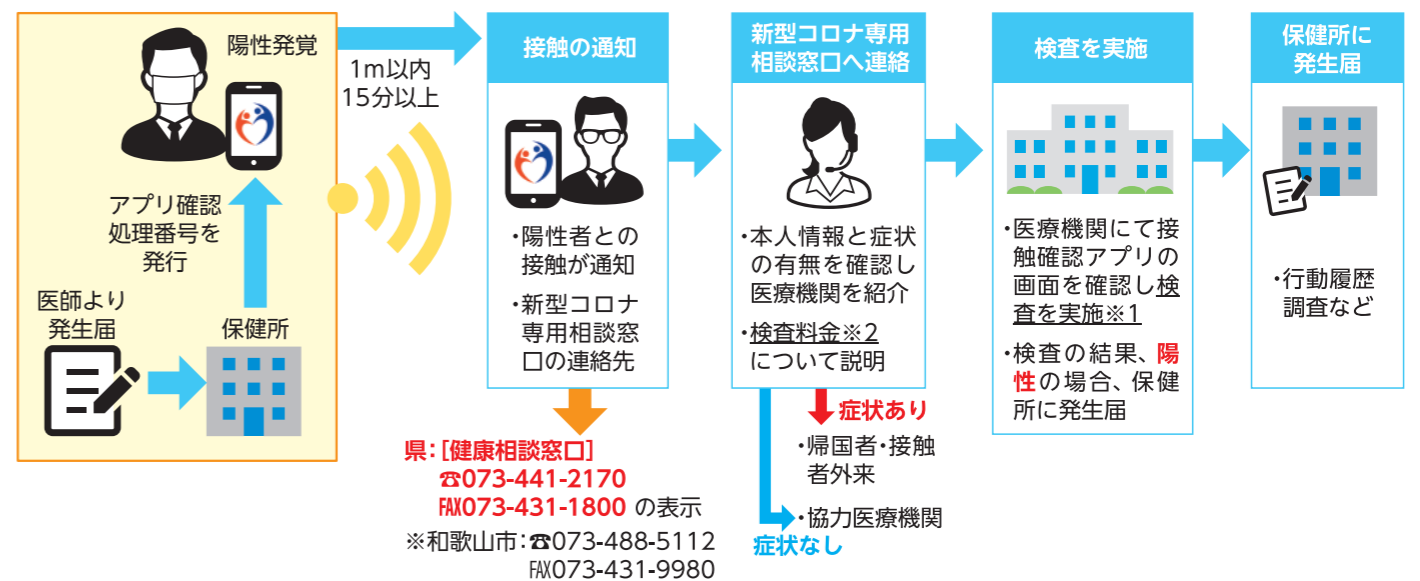 陽性発覚
アプリ確認
処理番号を
発行
医師より
発生届
保健所
1m以内
15分以上
接触の通知
・陽性者との
接触が通知
・新型コロナ
専用相談窓
口の連絡先
県:[健康相談窓口]
☎073-441-2170
FAX073-431-1800 の表示
※和歌山市:☎073-488-5112
FAX073-431-9980
新型コロナ専用
相談窓口へ連絡
・本人情報と症状
の有無を確認し
医療機関を紹介
・検査料金※2
について説明
症状あり
・帰国者・接触
者外来
・協力医療機関
症状なし
検査を実施
・医療機関にて接
触確認アプリの
画面を確認し検
査を実施※1
・検査の結果、陽
性の場合、保健
所に発生届
保健所に
発生届
・行動履歴
調査など